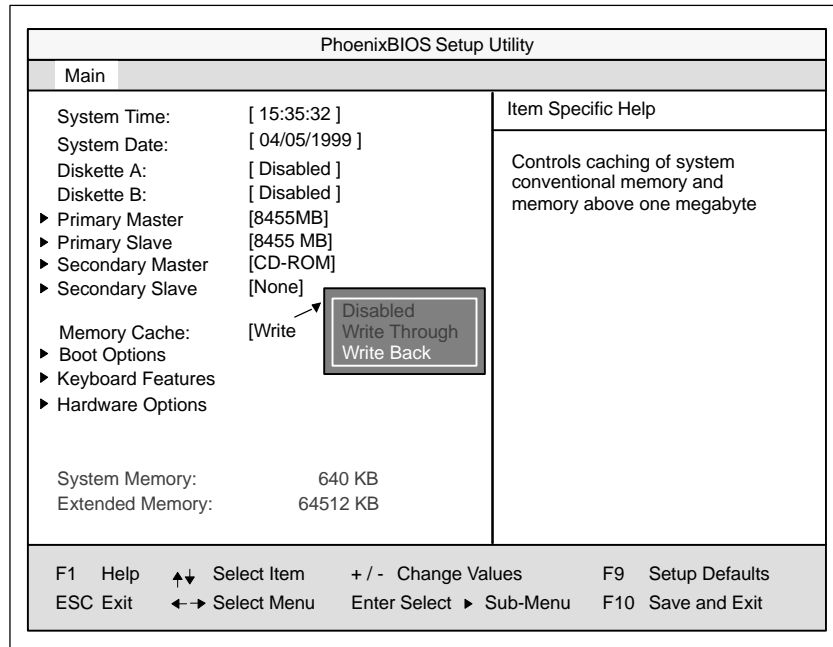 PhoenixBIOS Setup Utility
Main
System Time: [ 15:35:32 ]
System Date: [ 04/05/1999 ]
Diskette A: [ Disabled ]
Diskette B: [ Disabled ]
Primary Master [8455MB]
Primary Slave [8455 MB]
Secondary Master [CD-ROM]
Secondary Slave [None]
Memory Cache: [Write
Disabled
Write Through
Write Back
Boot Options
Keyboard Features
Hardware Options
System Memory: 640 KB
Extended Memory: 64512 KB
Item Specific Help
Controls caching of system
conventional memory and
memory above one megabyte
F1 Help Select Item + / - Change Values F9 Setup Defaults
ESC Exit Select Menu Enter Select Sub-Menu F10 Save and Exit